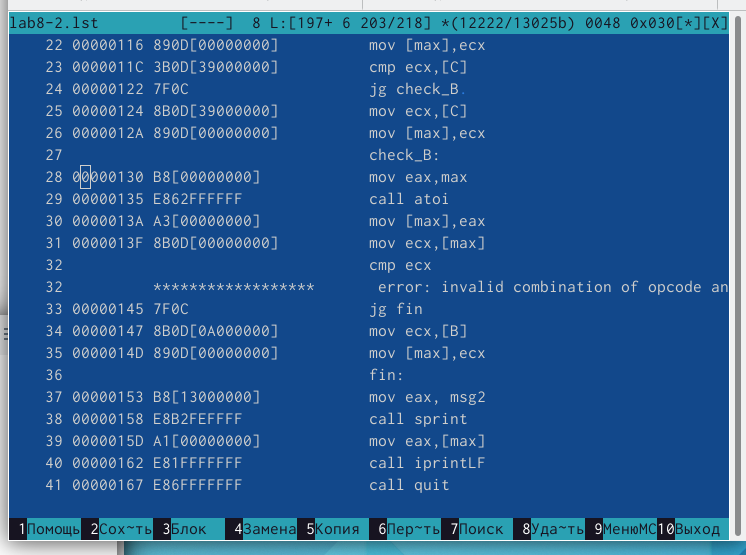 lab8-2.lst [----] 8 L:[197+ 6 203/218] *(12222/13025b) 0048 0x030[*][X]
22 00000116 890D[00000000] mov [max],ecx
23 0000011C 3B0D[39000000] cmp ecx,[C]
24 00000122 7F0C jg check_B.
25 00000124 8B0D[39000000] mov ecx,[C]
26 0000012A 890D[00000000] mov [max],ecx
27 check_B:
28 00000130 B8[00000000] mov eax,max
29 00000135 E862FFFFFF call atoi
30 0000013A A3[00000000] mov [max],eax
31 0000013F 8B0D[00000000] mov ecx,[max]
32 cmp ecx
32 ****************** error: invalid combination of opcode an
33 00000145 7F0C jg fin
34 00000147 8B0D[0A000000] mov ecx,[B]
35 0000014D 890D[00000000] mov [max],ecx
36 fin:
37 00000153 B8[13000000] mov eax, msg2
38 00000158 E8B2FEFFFF call sprint
39 0000015D A1[00000000] mov eax,[max]
40 00000162 E81FFFFFFF call iprintLF
41 00000167 E86FFFFFFF call quit
1Помощь 2Сох~ть 3Блок 4Замена 5Копия 6Пер~ть 7Поиск 8Уда~ть 9МенюMC 10Выход